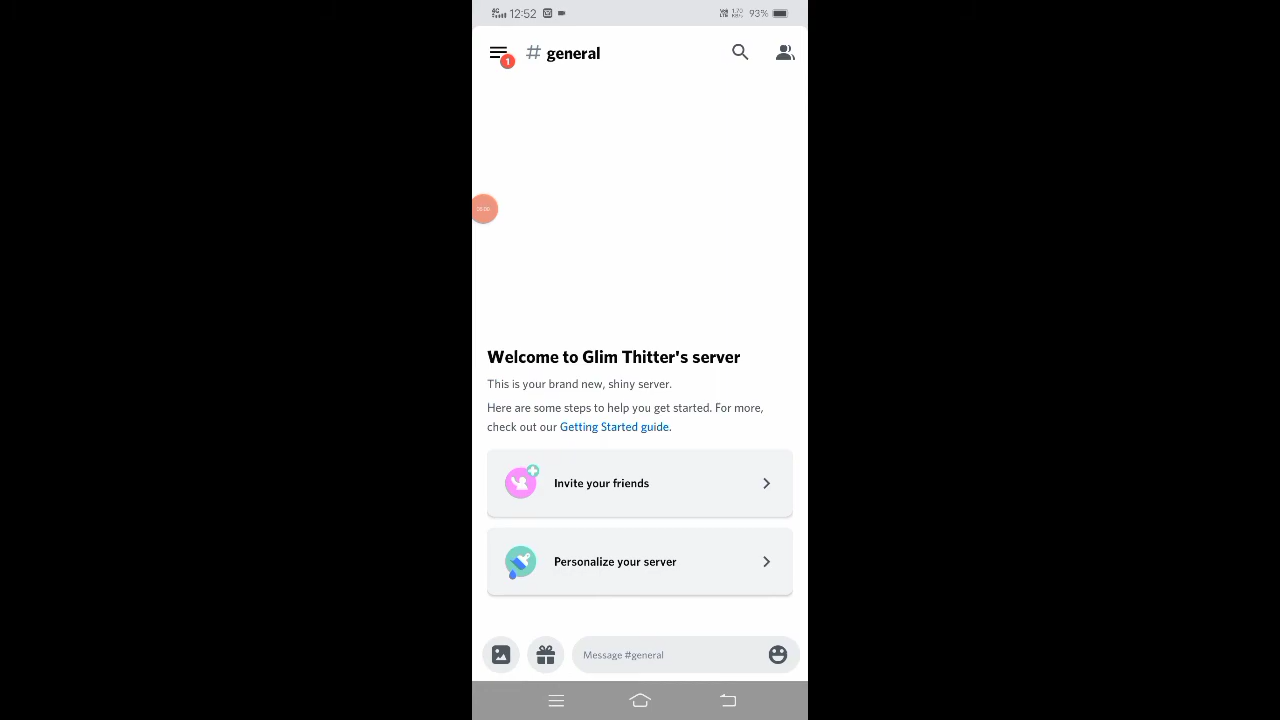 12:52 93%
1 # general
Welcome to Glim Thitter's server
This is your brand new, shiny server.
Here are some steps to help you get started. For more,
check out our Getting Started guide.
Invite your friends
Personalize your server
Message #general